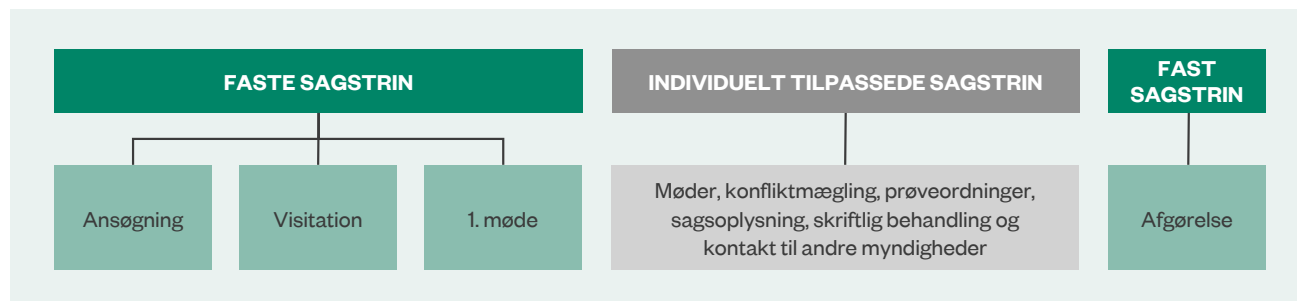 FASTE SAGSTRIN
INDIVIDUELT TILPASSEDE SAGSTRIN
FAST
SAGSTRIN
Ansøgning
Visitation
1. møde
Møder, konfliktmægling, prøveordninger,
sagsoplysning, skriftlig behandling og
kontakt til andre myndigheder
Afgørelse